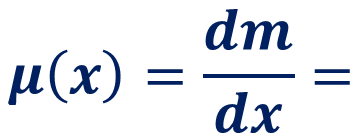 μ(x) = dm/dx =